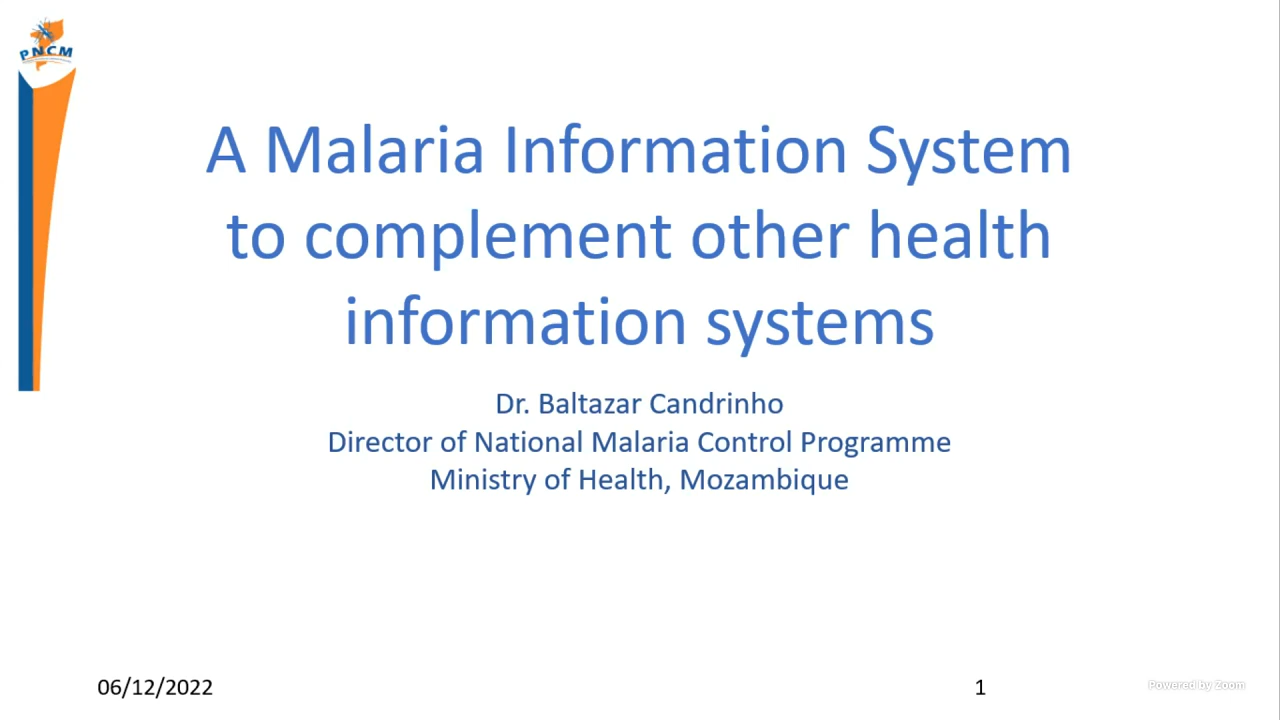 PNCM
A Malaria Information System
to complement other health
information systems
Dr. Baltazar Candrinho
Director of National Malaria Control Programme
Ministry of Health, Mozambique
06/12/2022
1
Powered by Zoom